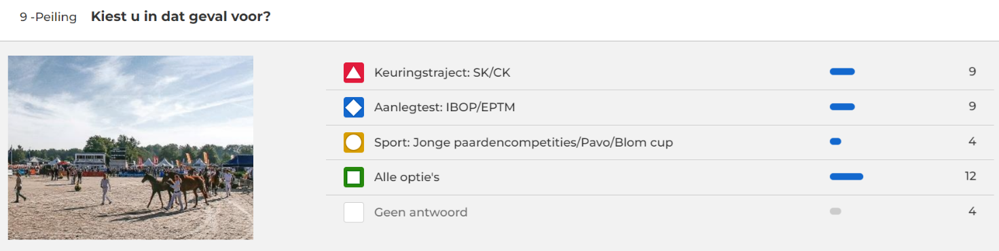 9 -Peiling Kiest u in dat geval voor?
Keuringstraject: SK/CK 9
Aanlegtest: IBOP/EPTM 9
Sport: Jonge paardencompetities/Pavo/Blom cup 4
Alle optie's 12
Geen antwoord 4